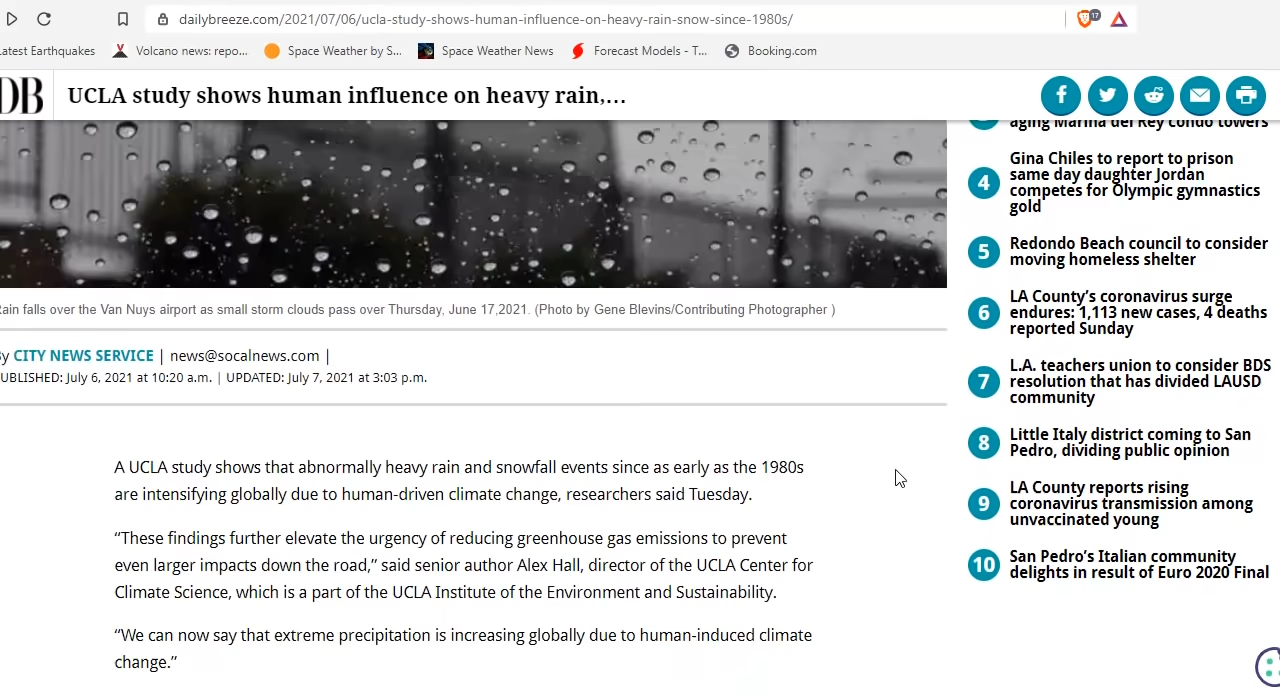 dailybreeze.com/2021/07/06/ucla-study-shows-human-influence-on-heavy-rain-snow-since-1980s/
17
atest Earthquakes
Volcano news: repo...
Space Weather by S...
Space Weather News
Forecast Models - T...
Booking.com
DB
UCLA study shows human influence on heavy rain,...
Rain falls over the Van Nuys airport as small storm clouds pass over Thursday, June 17,2021. (Photo by Gene Blevins/Contributing Photographer )
By CITY NEWS SERVICE | news@socalnews.com |
UBLISHED: July 6, 2021 at 10:20 a.m. | UPDATED: July 7, 2021 at 3:03 p.m.
A UCLA study shows that abnormally heavy rain and snowfall events since as early as the 1980s
are intensifying globally due to human-driven climate change, researchers said Tuesday.
“These findings further elevate the urgency of reducing greenhouse gas emissions to prevent
even larger impacts down the road,” said senior author Alex Hall, director of the UCLA Center for
Climate Science, which is a part of the UCLA Institute of the Environment and Sustainability.
“We can now say that extreme precipitation is increasing globally due to human-induced climate
change.”
aging Marina del Rey condo towers
4
Gina Chiles to report to prison
same day daughter Jordan
competes for Olympic gymnastics
gold
5
Redondo Beach council to consider
moving homeless shelter
6
LA County’s coronavirus surge
endures: 1,113 new cases, 4 deaths
reported Sunday
7
L.A. teachers union to consider BDS
resolution that has divided LAUSD
community
8
Little Italy district coming to San
Pedro, dividing public opinion
9
LA County reports rising
coronavirus transmission among
unvaccinated young
10
San Pedro’s Italian community
delights in result of Euro 2020 Final